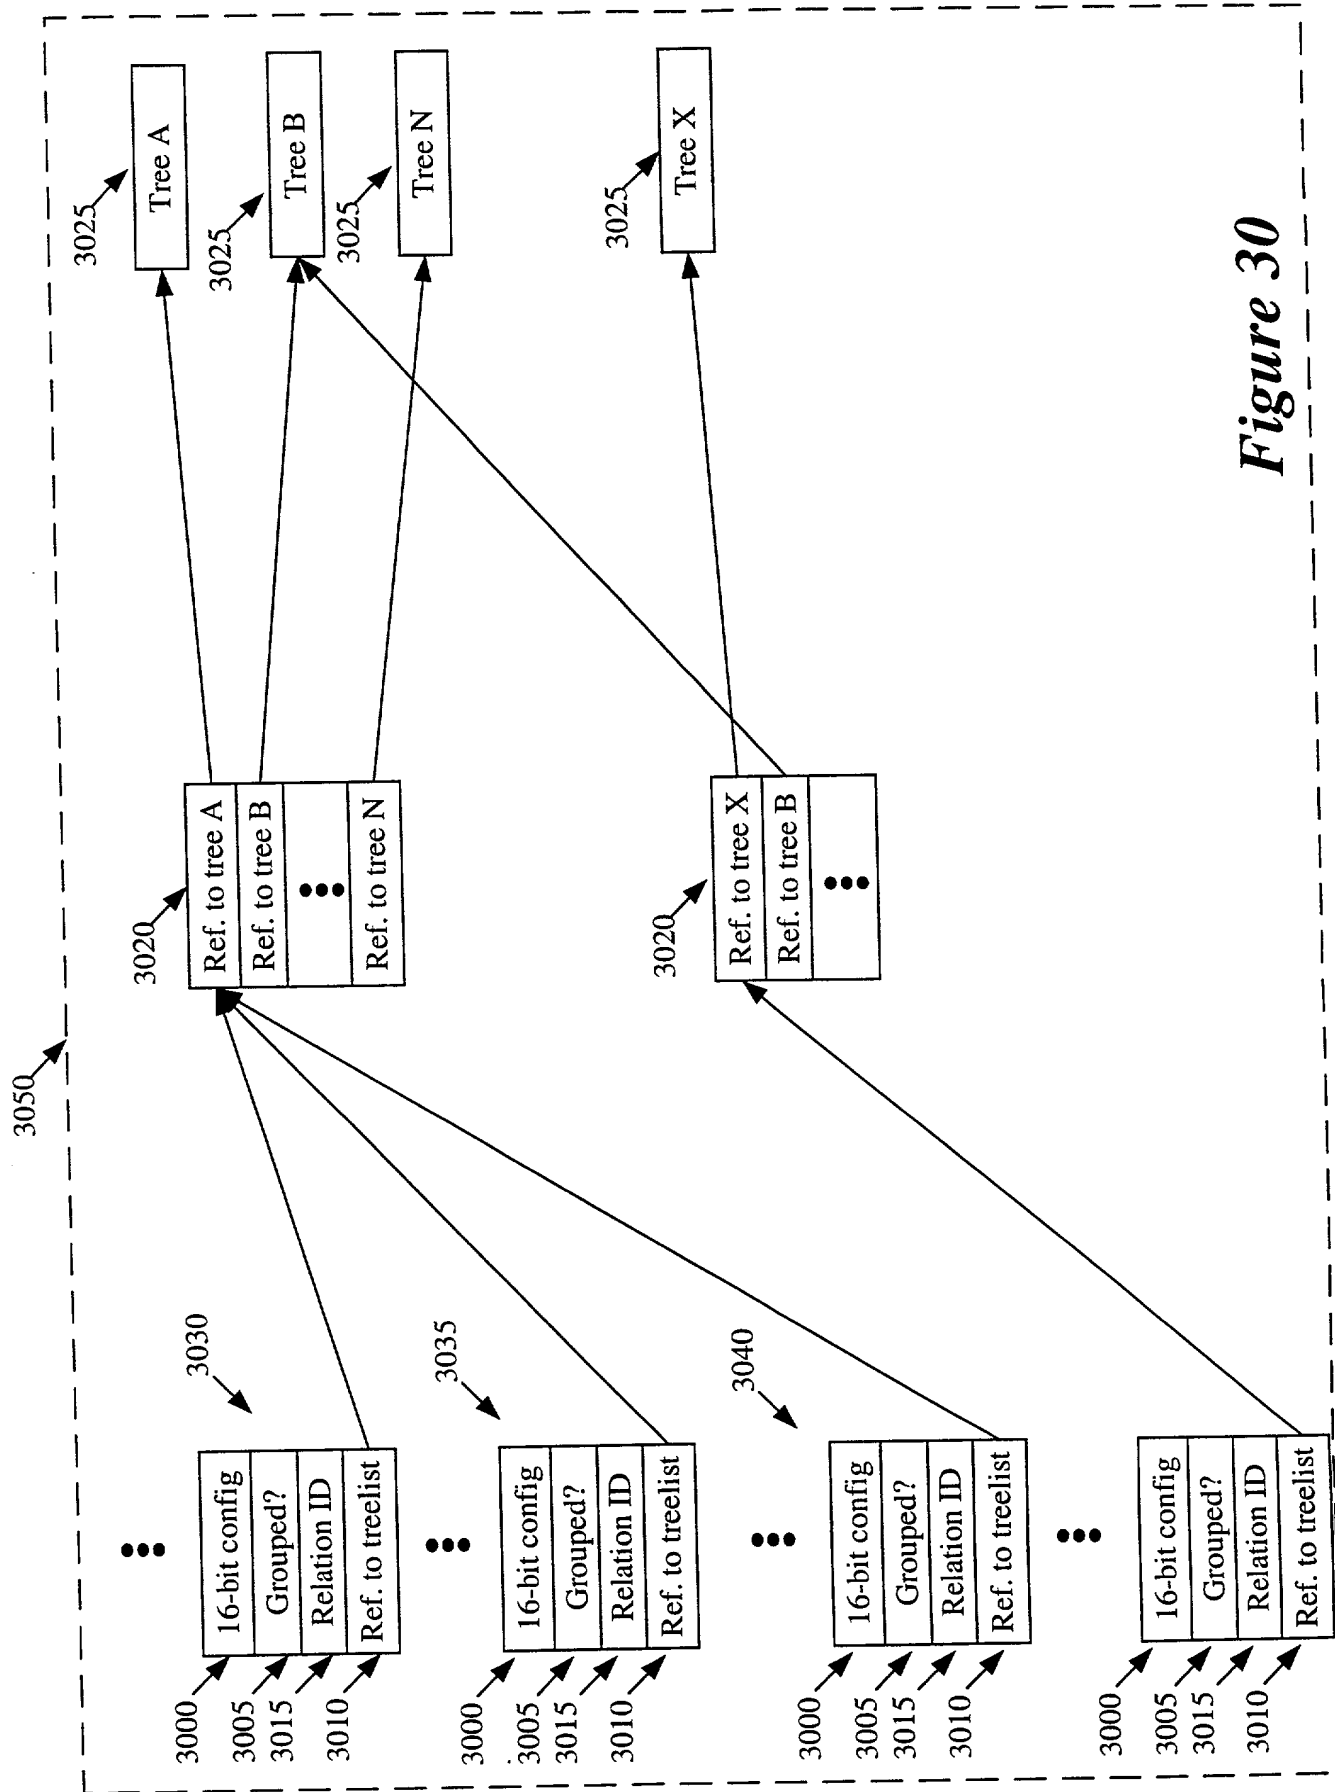 3050
3030
3000
16-bit config
3005
Grouped?
3015
Relation ID
3010
Ref. to treelist
3035
3000
16-bit config
3005
Grouped?
3015
Relation ID
3010
Ref. to treelist
3040
3000
16-bit config
3005
Grouped?
3015
Relation ID
3010
Ref. to treelist
3000
16-bit config
3005
Grouped?
3015
Relation ID
3010
Ref. to treelist
3020
Ref. to tree A
Ref. to tree B
Ref. to tree N
3020
Ref. to tree X
Ref. to tree B
3025
Tree A
3025
Tree B
3025
Tree N
3025
Tree X
Figure 30